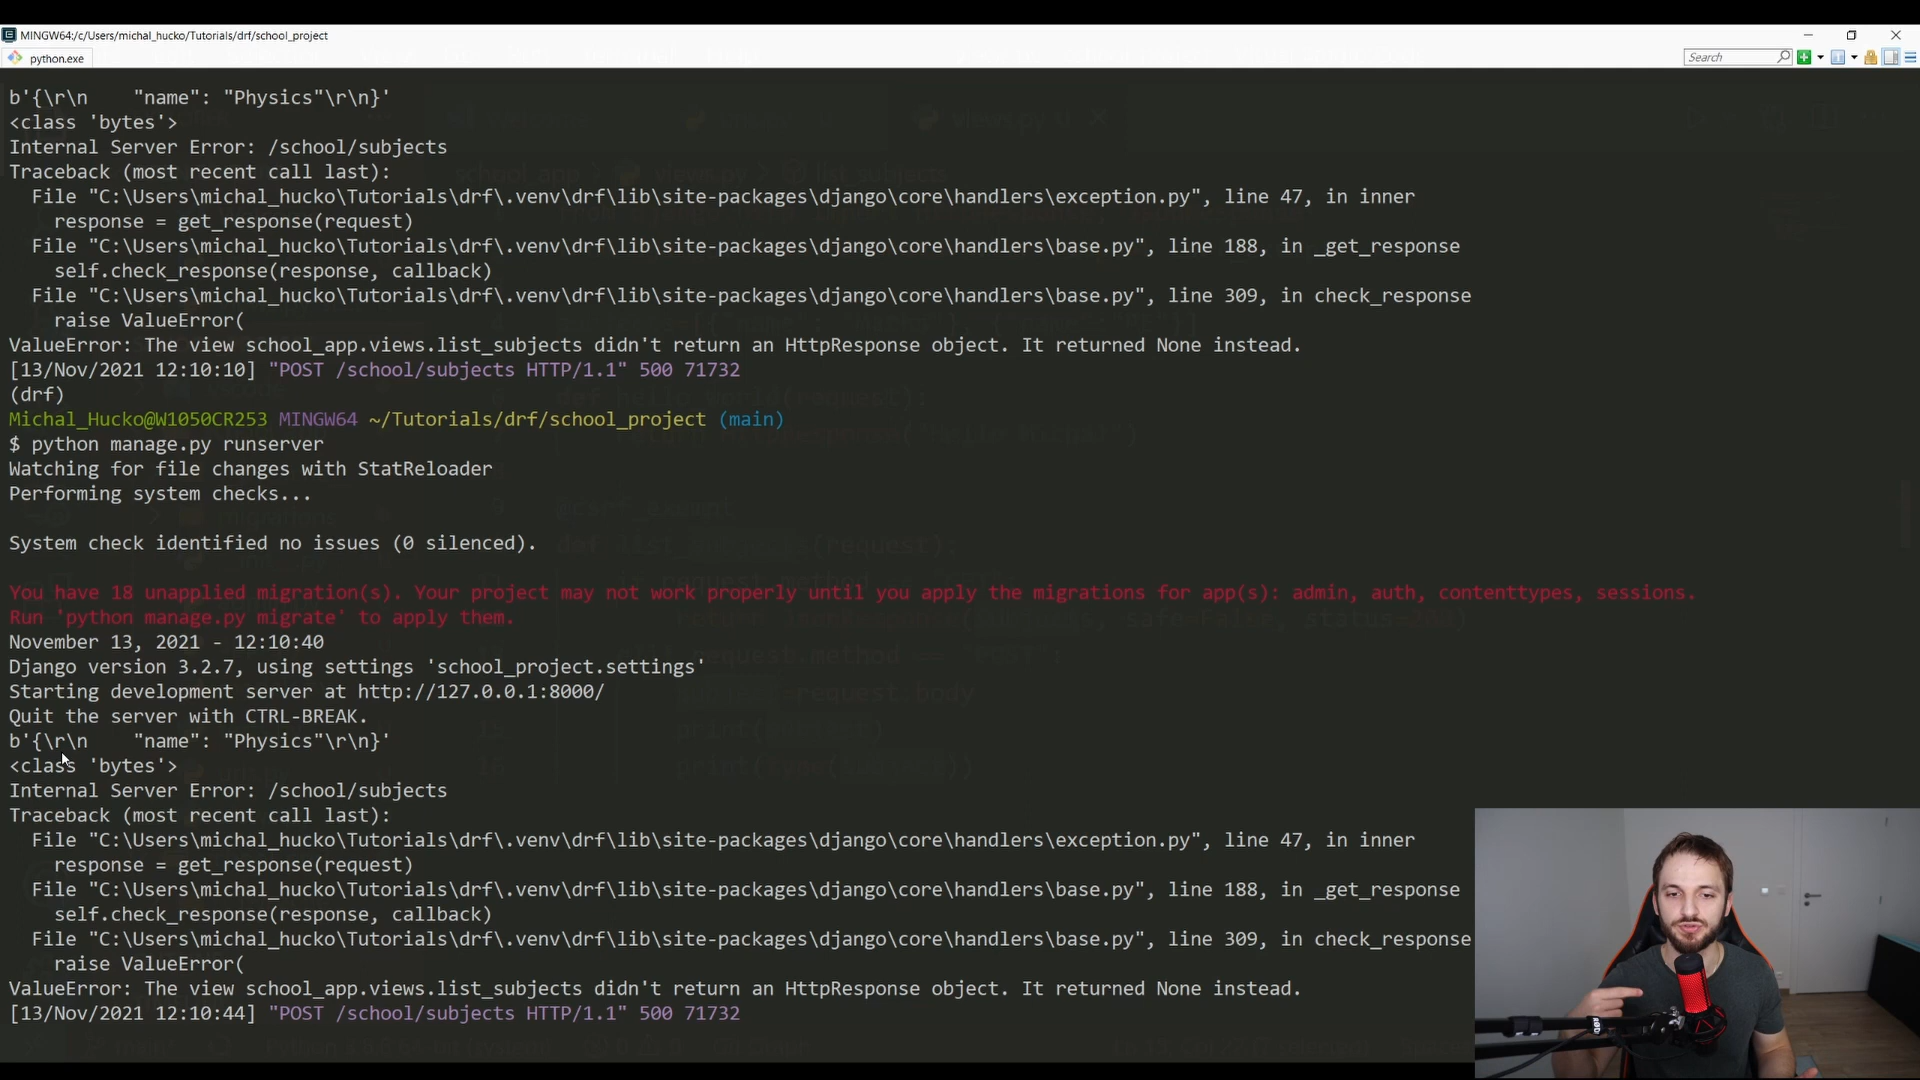 MINGW64:/c/Users/michal_hucko/Tutorials/drf/school_project
python.exe
Search
b'{\r\n    "name": "Physics"\r\n}'
<class 'bytes'>
Internal Server Error: /school/subjects
Traceback (most recent call last):
  File "C:\Users\michal_hucko\Tutorials\drf\.venv\drf\lib\site-packages\django\core\handlers\exception.py", line 47, in inner
    response = get_response(request)
  File "C:\Users\michal_hucko\Tutorials\drf\.venv\drf\lib\site-packages\django\core\handlers\base.py", line 188, in _get_response
    self.check_response(response, callback)
  File "C:\Users\michal_hucko\Tutorials\drf\.venv\drf\lib\site-packages\django\core\handlers\base.py", line 309, in check_response
    raise ValueError(
ValueError: The view school_app.views.list_subjects didn't return an HttpResponse object. It returned None instead.
[13/Nov/2021 12:10:10] "POST /school/subjects HTTP/1.1" 500 71732
(drf)
Michal_Hucko@W1050CR253 MINGW64 ~/Tutorials/drf/school_project (main)
$ python manage.py runserver
Watching for file changes with StatReloader
Performing system checks...
System check identified no issues (0 silenced).
You have 18 unapplied migration(s). Your project may not work properly until you apply the migrations for app(s): admin, auth, contenttypes, sessions.
Run 'python manage.py migrate' to apply them.
November 13, 2021 - 12:10:40
Django version 3.2.7, using settings 'school_project.settings'
Starting development server at http://127.0.0.1:8000/
Quit the server with CTRL-BREAK.
b'{\r\n    "name": "Physics"\r\n}'
<class 'bytes'>
Internal Server Error: /school/subjects
Traceback (most recent call last):
  File "C:\Users\michal_hucko\Tutorials\drf\.venv\drf\lib\site-packages\django\core\handlers\exception.py", line 47, in inner
    response = get_response(request)
  File "C:\Users\michal_hucko\Tutorials\drf\.venv\drf\lib\site-packages\django\core\handlers\base.py", line 188, in _get_response
    self.check_response(response, callback)
  File "C:\Users\michal_hucko\Tutorials\drf\.venv\drf\lib\site-packages\django\core\handlers\base.py", line 309, in check_response
    raise ValueError(
ValueError: The view school_app.views.list_subjects didn't return an HttpResponse object. It returned None instead.
[13/Nov/2021 12:10:44] "POST /school/subjects HTTP/1.1" 500 71732